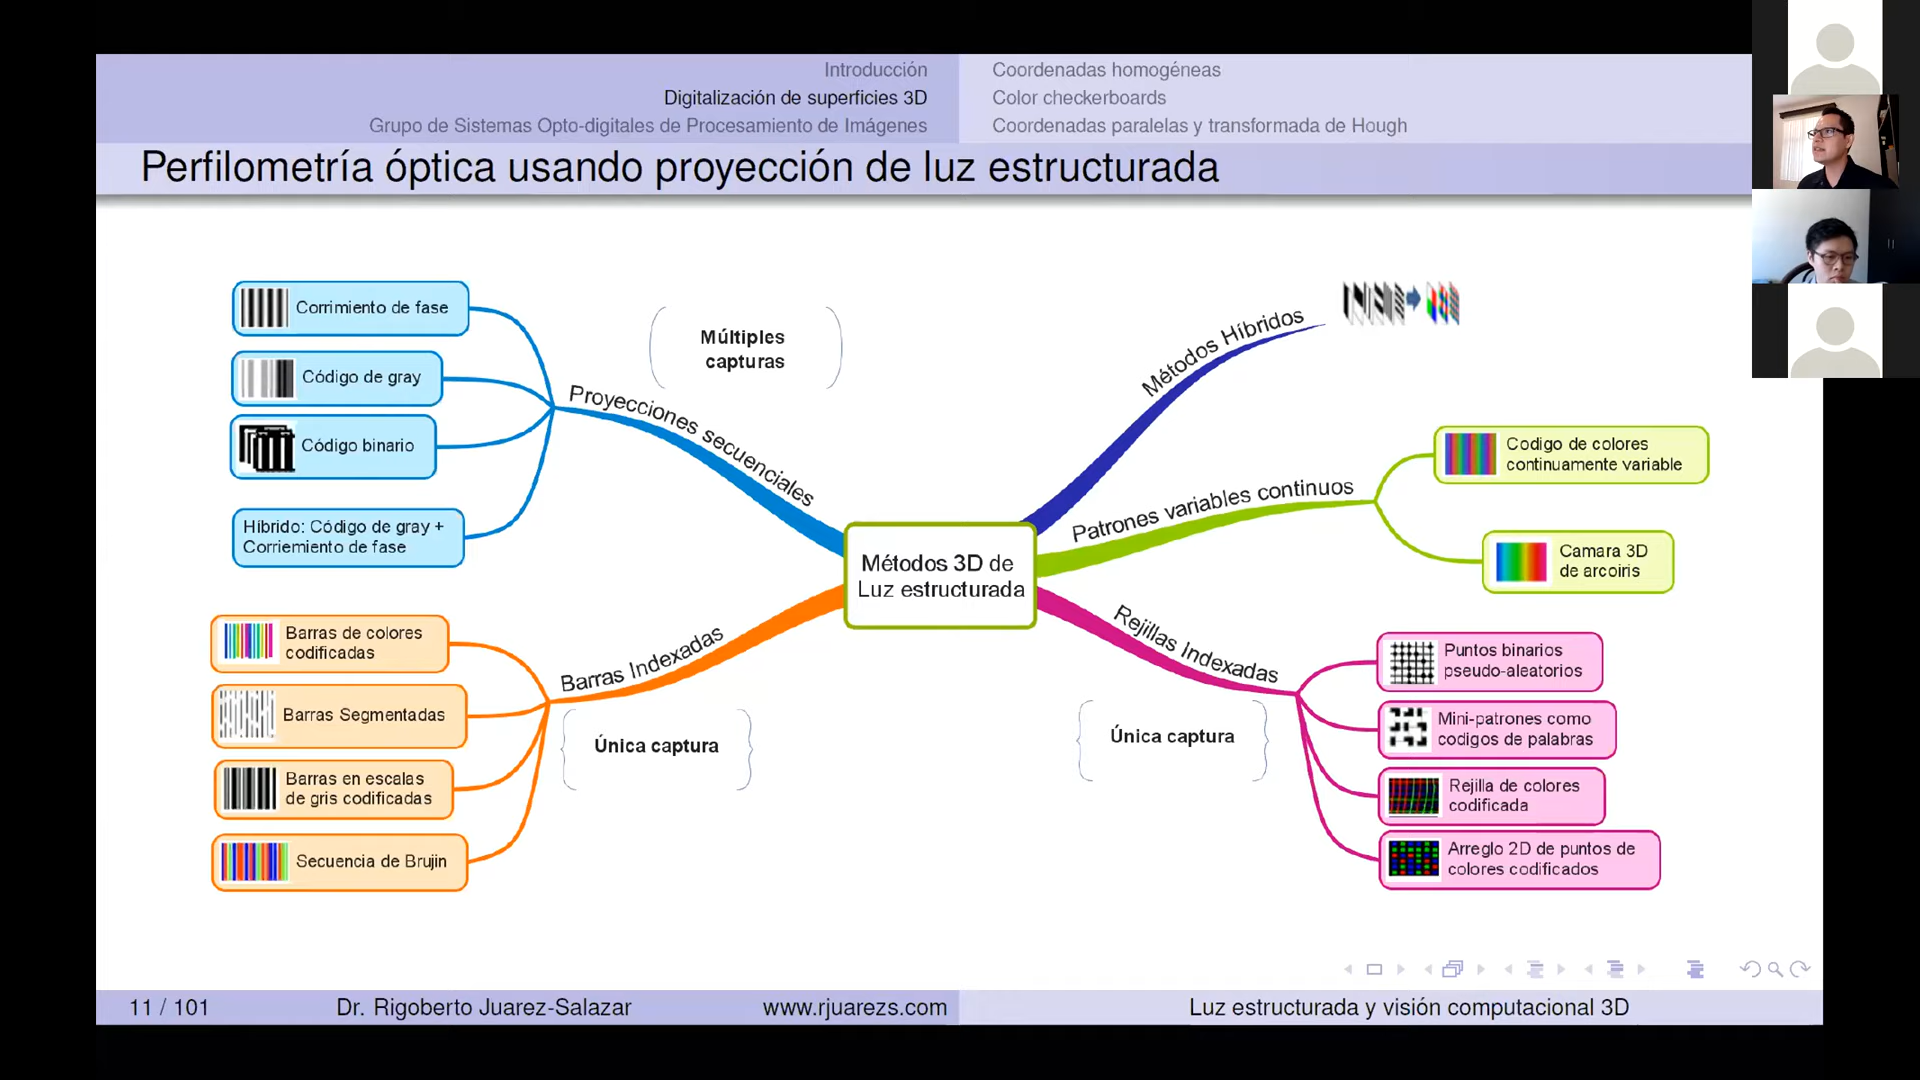 Introducción
Digitalización de superficies 3D
Grupo de Sistemas Opto-digitales de Procesamiento de Imágenes
Coordenadas homogéneas
Color checkerboards
Coordenadas paralelas y transformada de Hough
Perfilometría óptica usando proyección de luz estructurada
Corrimiento de fase
Código de gray
Código binario
Híbrido: Código de gray +
Corriemiento de fase
Múltiples
capturas
Proyecciones secuenciales
Métodos Híbridos
Patrones variables continuos
Codigo de colores
continuamente variable
Camara 3D
de arcoiris
Métodos 3D de
Luz estructurada
Barras Indexadas
Barras de colores
codificadas
Barras Segmentadas
Barras en escalas
de gris codificadas
Secuencia de Brujin
Única captura
Rejillas Indexadas
Única captura
Puntos binarios
pseudo-aleatorios
Mini-patrones como
codigos de palabras
Rejilla de colores
codificada
Arreglo 2D de puntos de
colores codificados
11 / 101
Dr. Rigoberto Juarez-Salazar
www.rjuarezs.com
Luz estructurada y visión computacional 3D